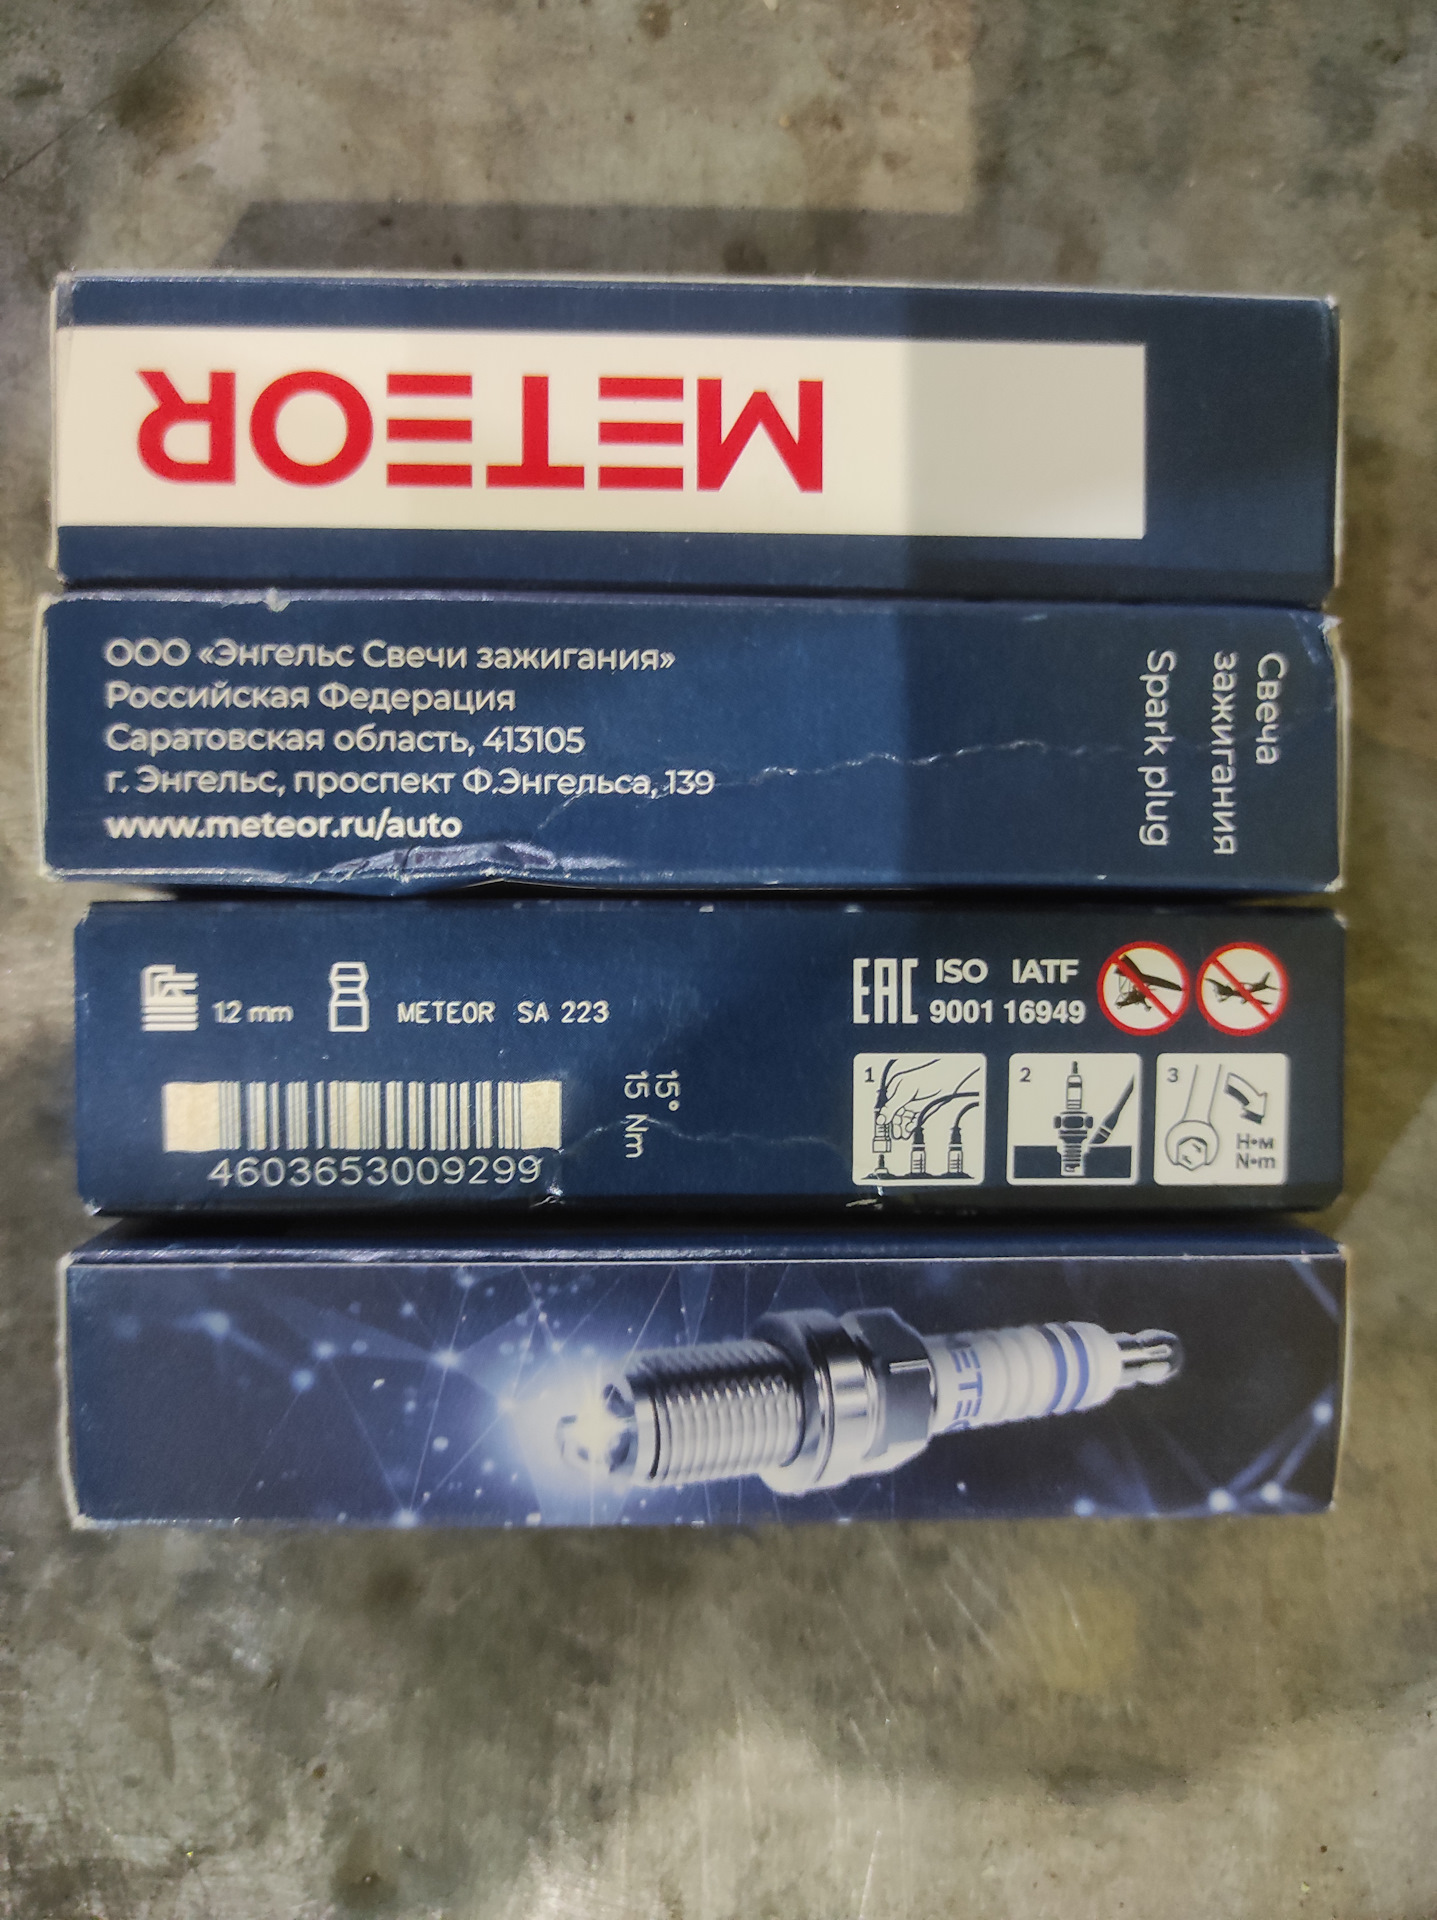 METEOR
ООО «Энгельс Свечи зажигания»
Российская Федерация
Саратовская область, 413105
г. Энгельс, проспект Ф.Энгельса, 139
www.meteor.ru/auto
Свеча
зажигания
Spark plug
1.2 mm
METEOR SA 223
4603653009299
15°
15 Nm
EAC
ISO
9001
IATF
16949
1
2
3
Н•м
N•m
METEO